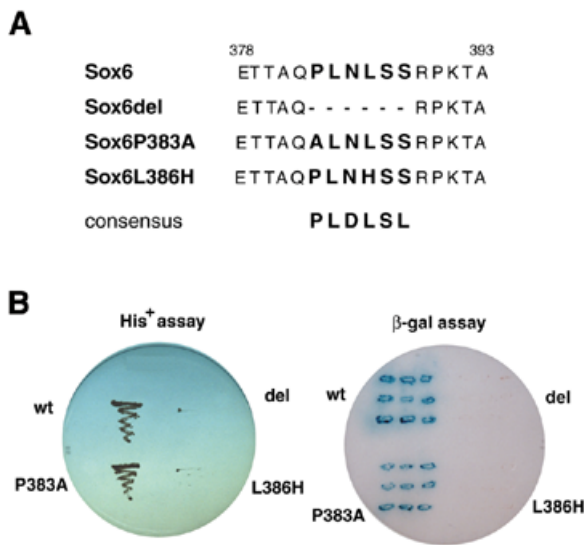 A
378 393
Sox6 ETTAQPLNLSSRPKTA
Sox6del ETTAQ- - - - - -RPKTA
Sox6P383A ETTAQALNLSSRPKTA
Sox6L386H ETTAQPLNHSSRPKTA
consensus PLDLSL
B
His+ assay β-gal assay
wt del wt del
P383A L386H P383A L386H